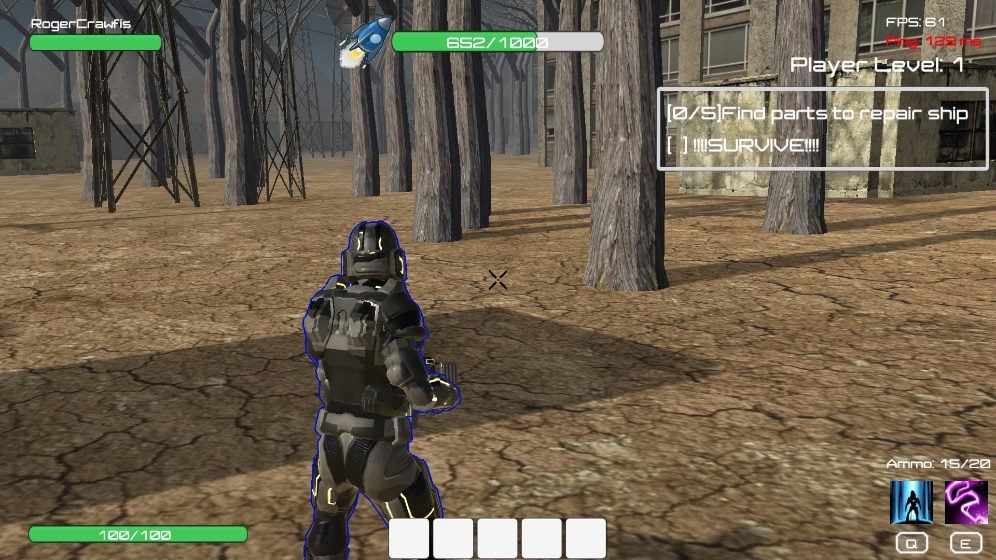 RogerCrawfis
652/1000
FPS: 61
Ping: 129 ms
Player Level: 1
[0/5]Find parts to repair ship
[ ] !!!!SURVIVE!!!!
Ammo: 15/20
100/100
Q
E